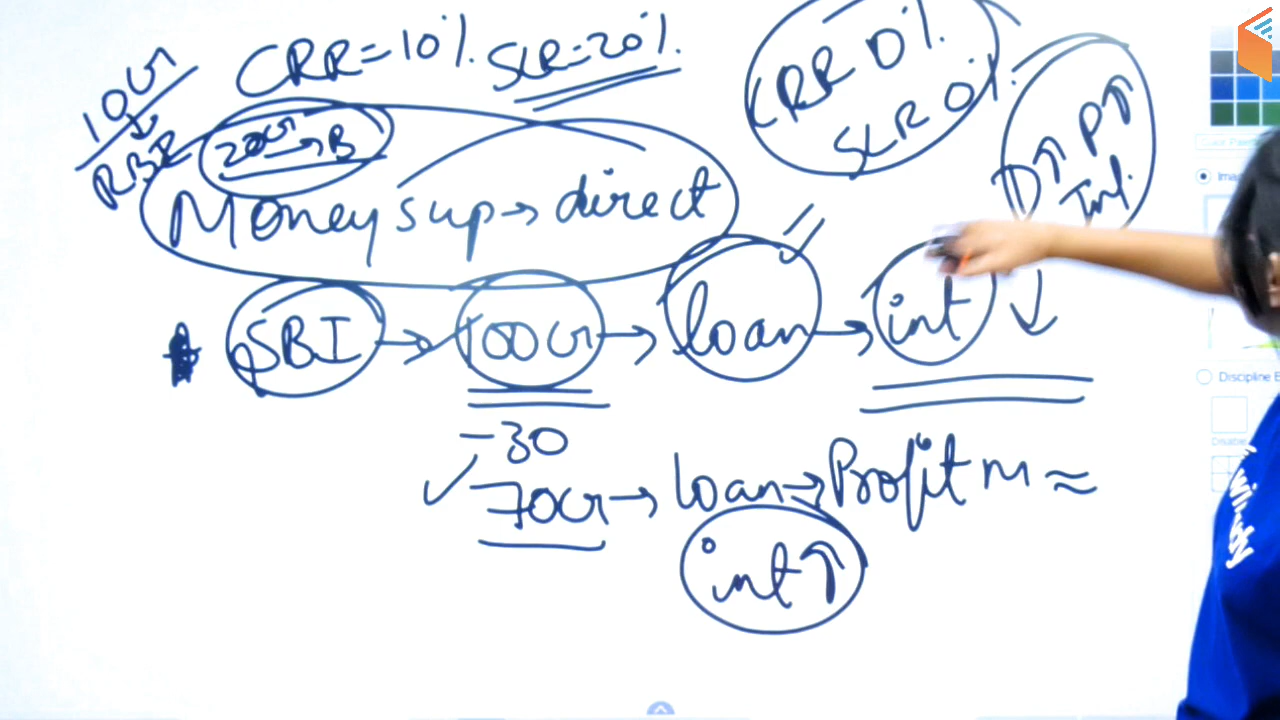 CRR=10%. SLR=20%.
CRR 0%.
SLR 0%.
10cr
RBI
20cr → B
Money sup → direct
D↑ P↑
Inf.
SBI → 100cr → loan → int ↓
-30
✓ 70cr → loan → Profit m ≈
int ↑
Discipline